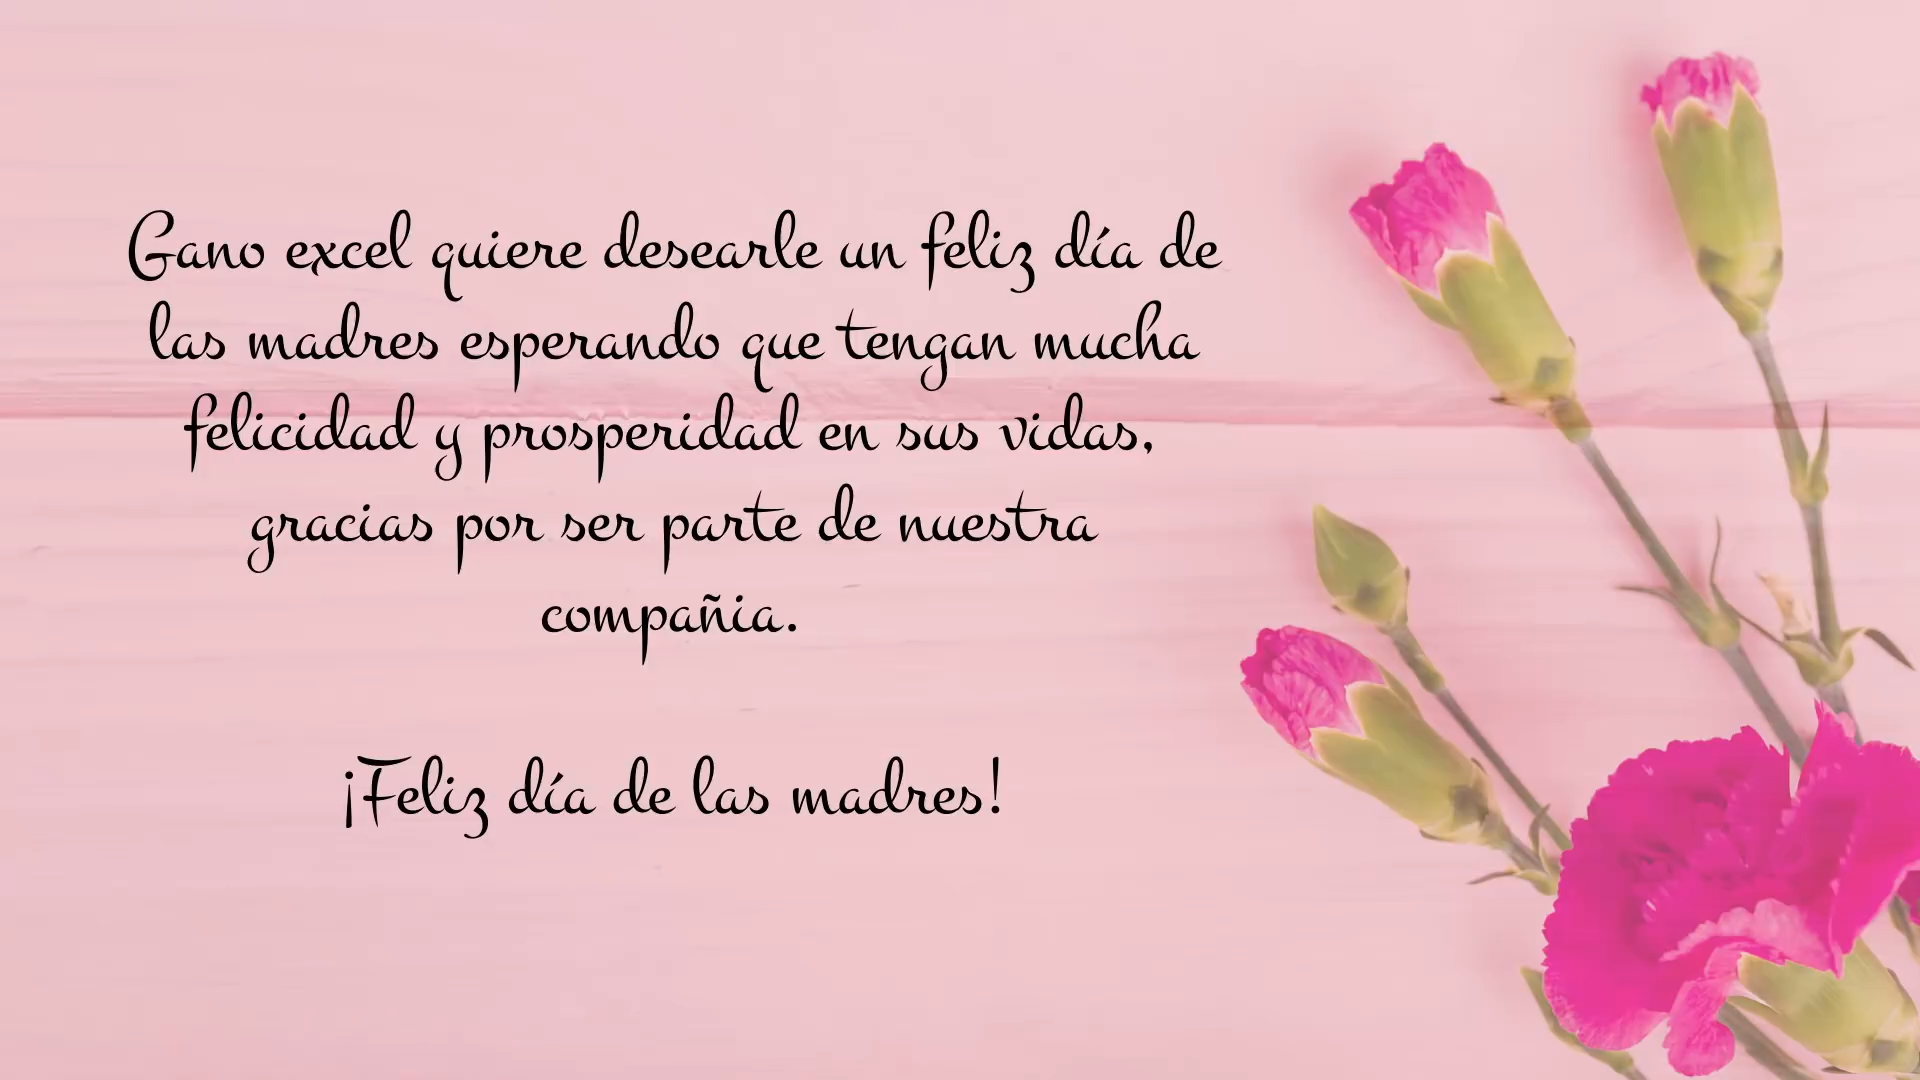 Gano excel quiere desearle un feliz día de
las madres esperando que tengan mucha
felicidad y prosperidad en sus vidas,
gracias por ser parte de nuestra
compañia.
¡Feliz día de las madres!